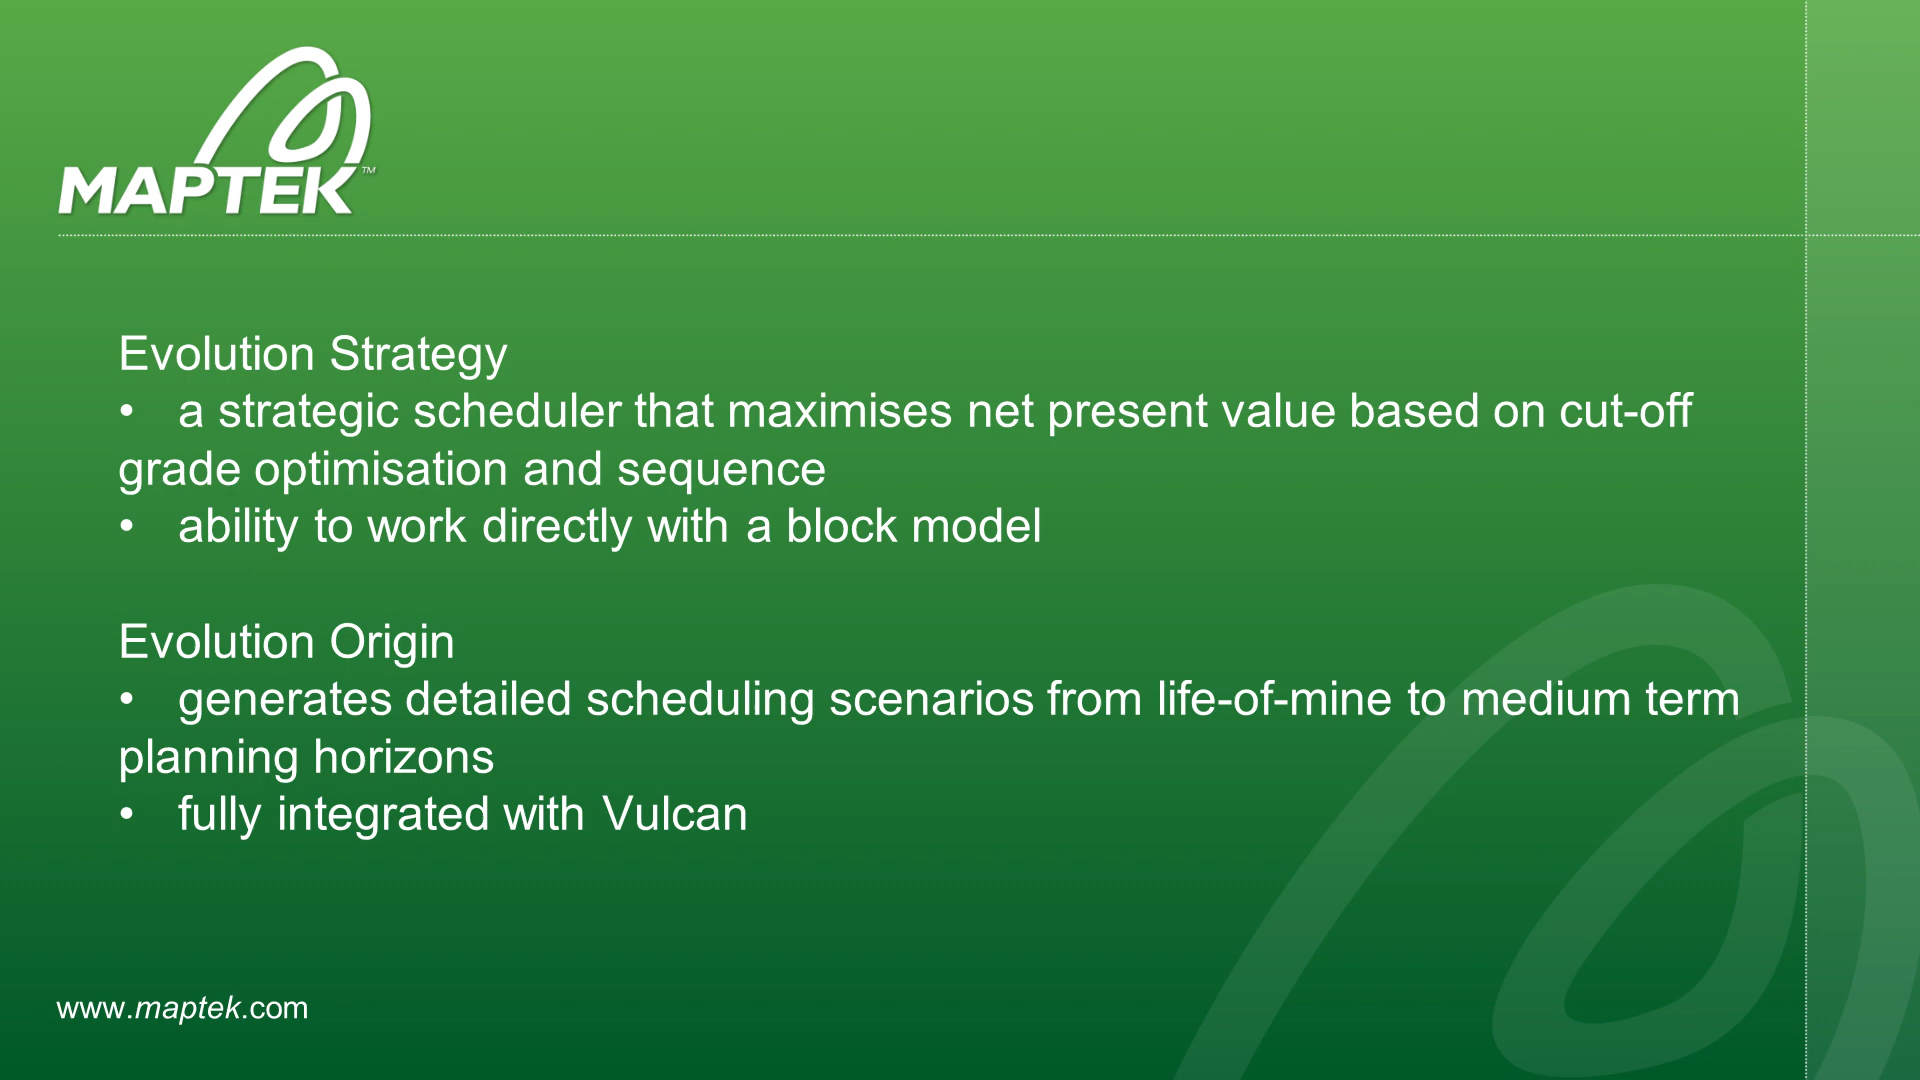 MAPTEK™
Evolution Strategy
• a strategic scheduler that maximises net present value based on cut-off
grade optimisation and sequence
• ability to work directly with a block model
Evolution Origin
• generates detailed scheduling scenarios from life-of-mine to medium term
planning horizons
• fully integrated with Vulcan
www.maptek.com